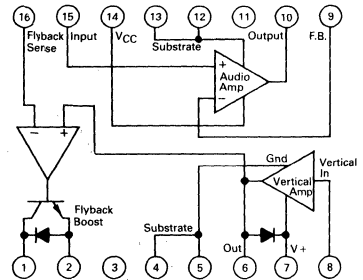 16 15 14 13 12 11 10 9
Flyback Sense
Input
VCC
Substrate
Output
F.B.
+
Audio Amp
−
− +
Gnd
Vertical In
Vertical Amp
Flyback Boost
Substrate
Out
V +
1 2 3 4 5 6 7 8